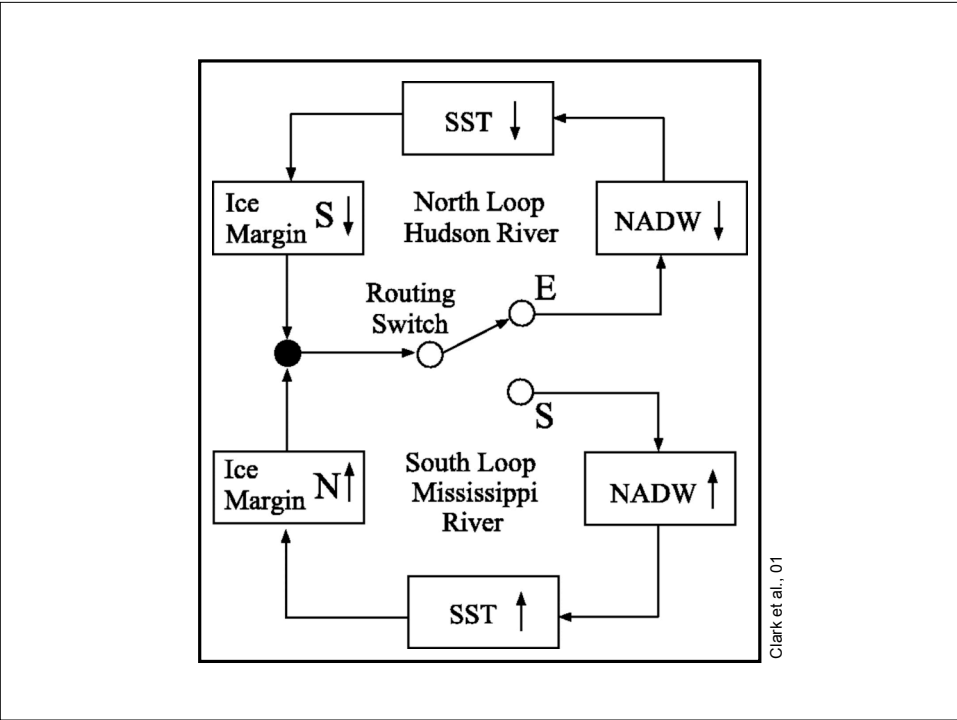 SST ↓
Ice
Margin S ↓
North Loop
Hudson River
NADW ↓
Routing
Switch
E
S
Ice
Margin N ↑
South Loop
Mississippi
River
NADW ↑
SST ↑
Clark et al., 01